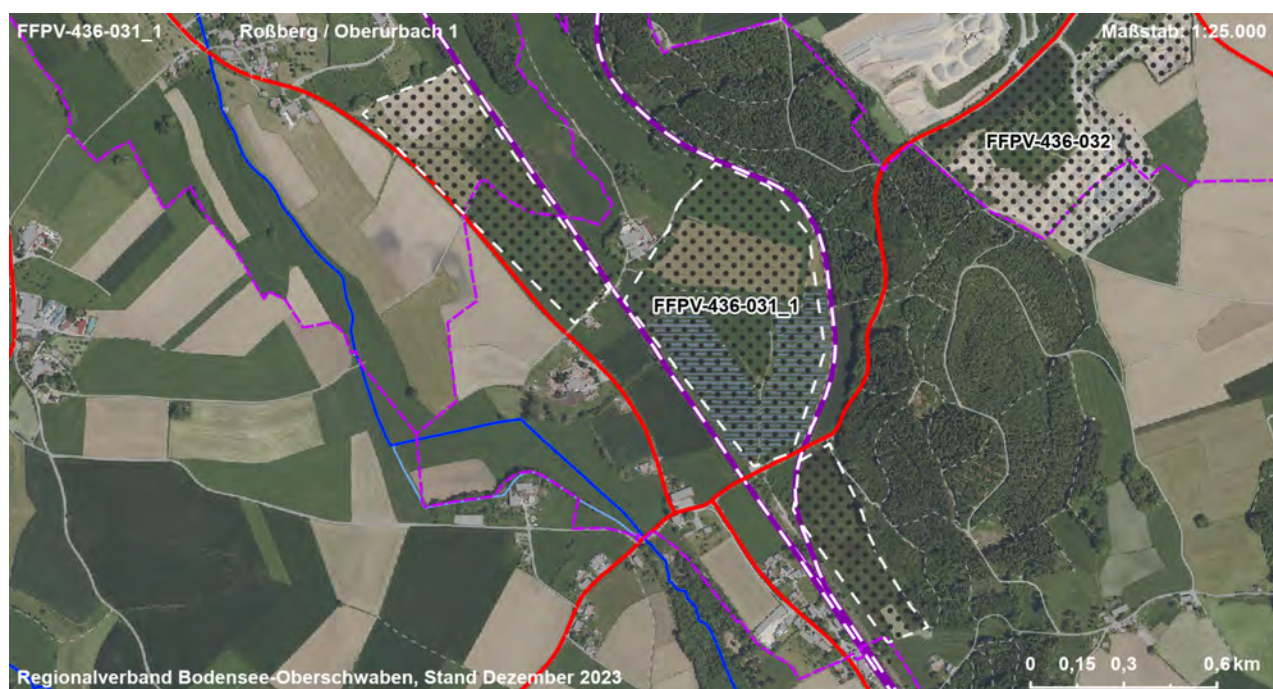 FFPV-436-031_1 Roßberg / Oberurbach 1 Maßstab: 1:25.000
FFPV-436-032
FFPV-436-031_1
0 0,15 0,3 0,6 km
Regionalverband Bodensee-Oberschwaben, Stand Dezember 2023